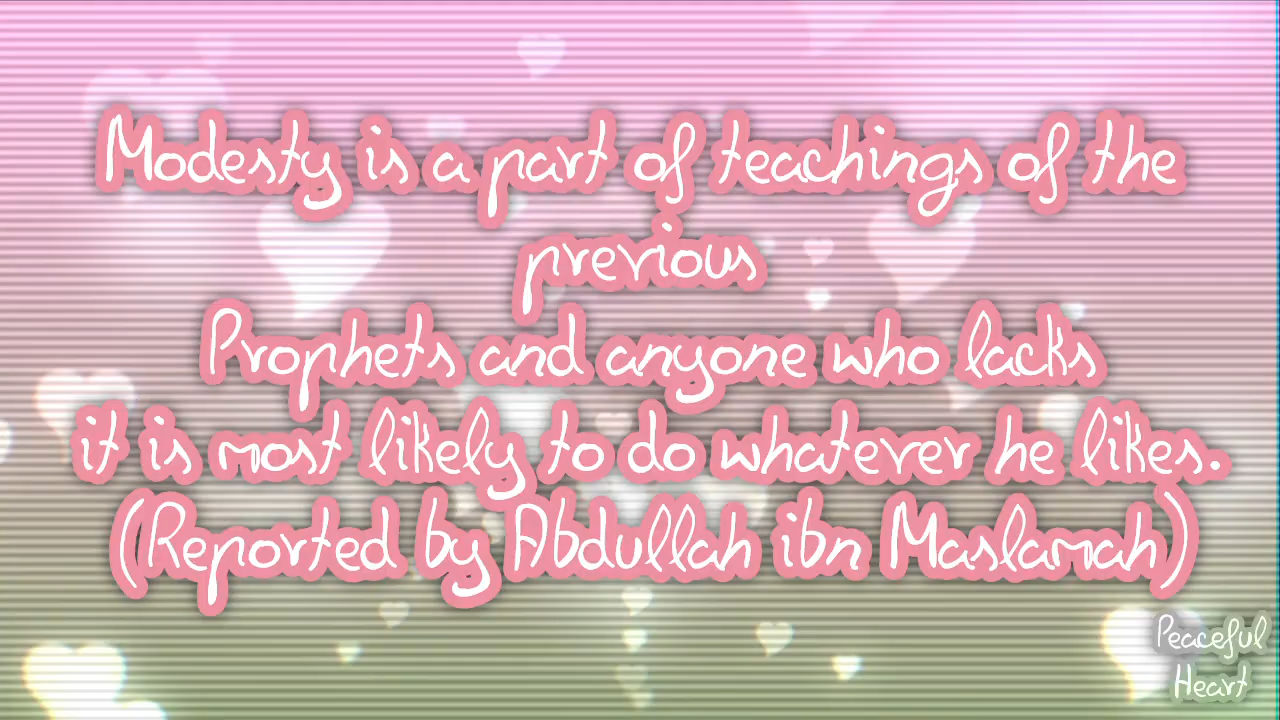 Modesty is a part of teachings of the
previous
Prophets and anyone who lacks
it is most likely to do whatever he likes.
(Reported by Abdullah ibn Maslamah)
Peaceful
Heart